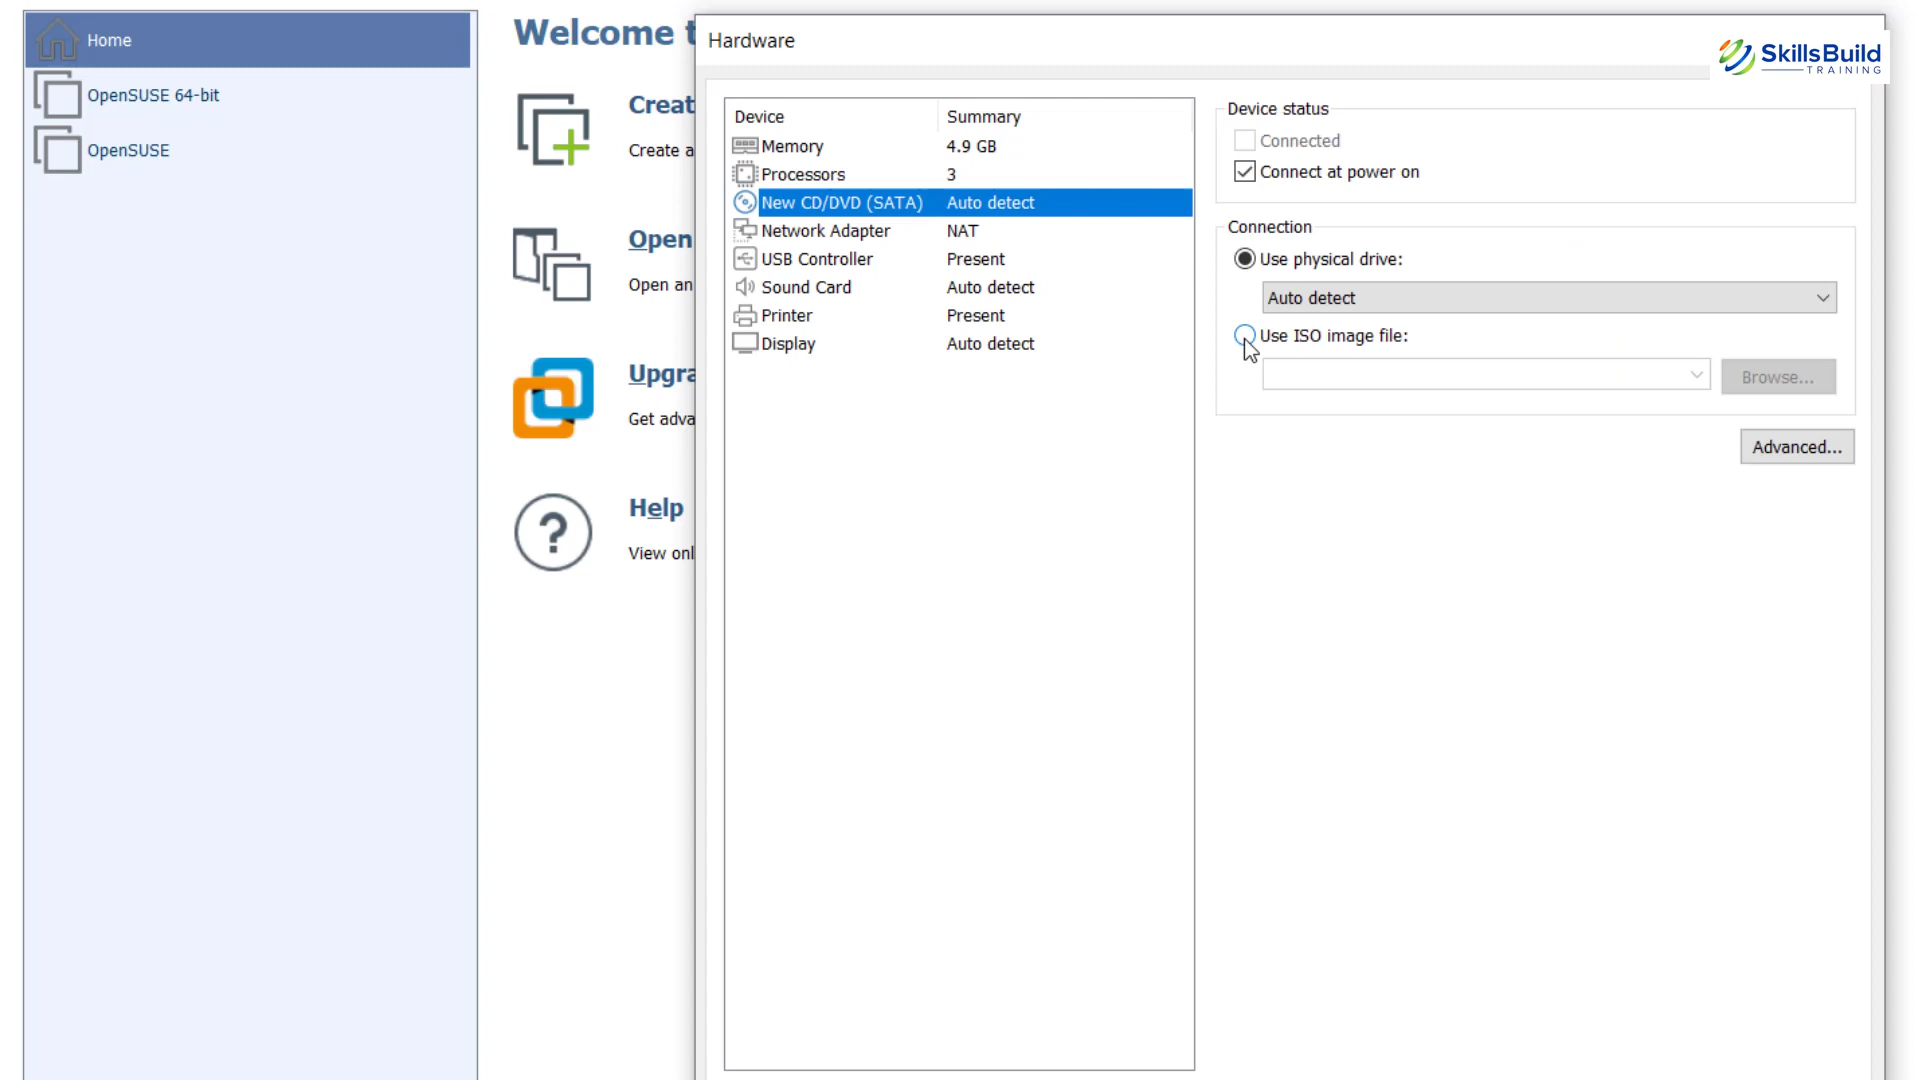 Home
OpenSUSE 64-bit
OpenSUSE
Welcome t
Creat
Create a
Open
Open an
Upgra
Get adva
Help
View onl
Hardware
SkillsBuild
TRAINING
Device Summary
Memory 4.9 GB
Processors 3
New CD/DVD (SATA) Auto detect
Network Adapter NAT
USB Controller Present
Sound Card Auto detect
Printer Present
Display Auto detect
Device status
Connected
Connect at power on
Connection
Use physical drive:
Auto detect
Use ISO image file:
Browse...
Advanced...